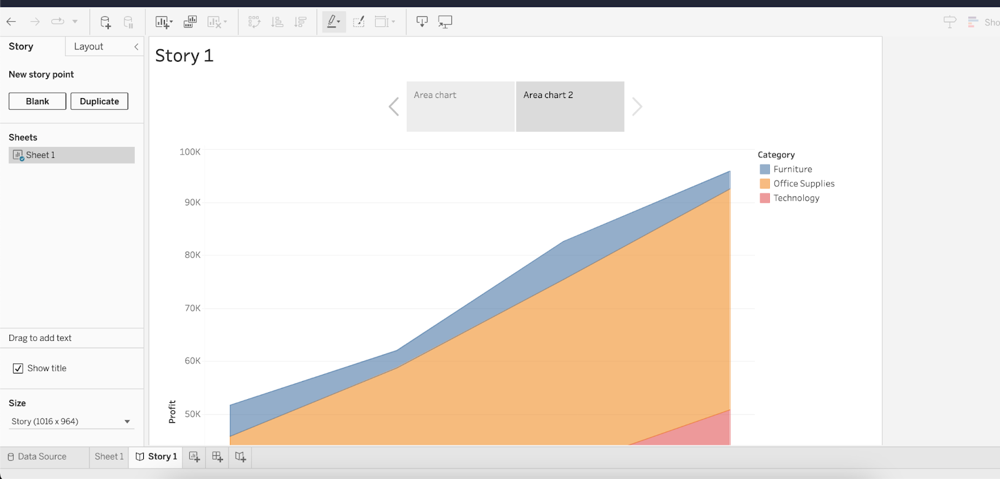 Sho
Story
Layout
Story 1
New story point
Blank
Duplicate
Area chart
Area chart 2
Sheets
Sheet 1
100K
90K
80K
70K
60K
50K
Profit
Category
Furniture
Office Supplies
Technology
Drag to add text
Show title
Size
Story (1016 x 964)
Data Source
Sheet 1
Story 1